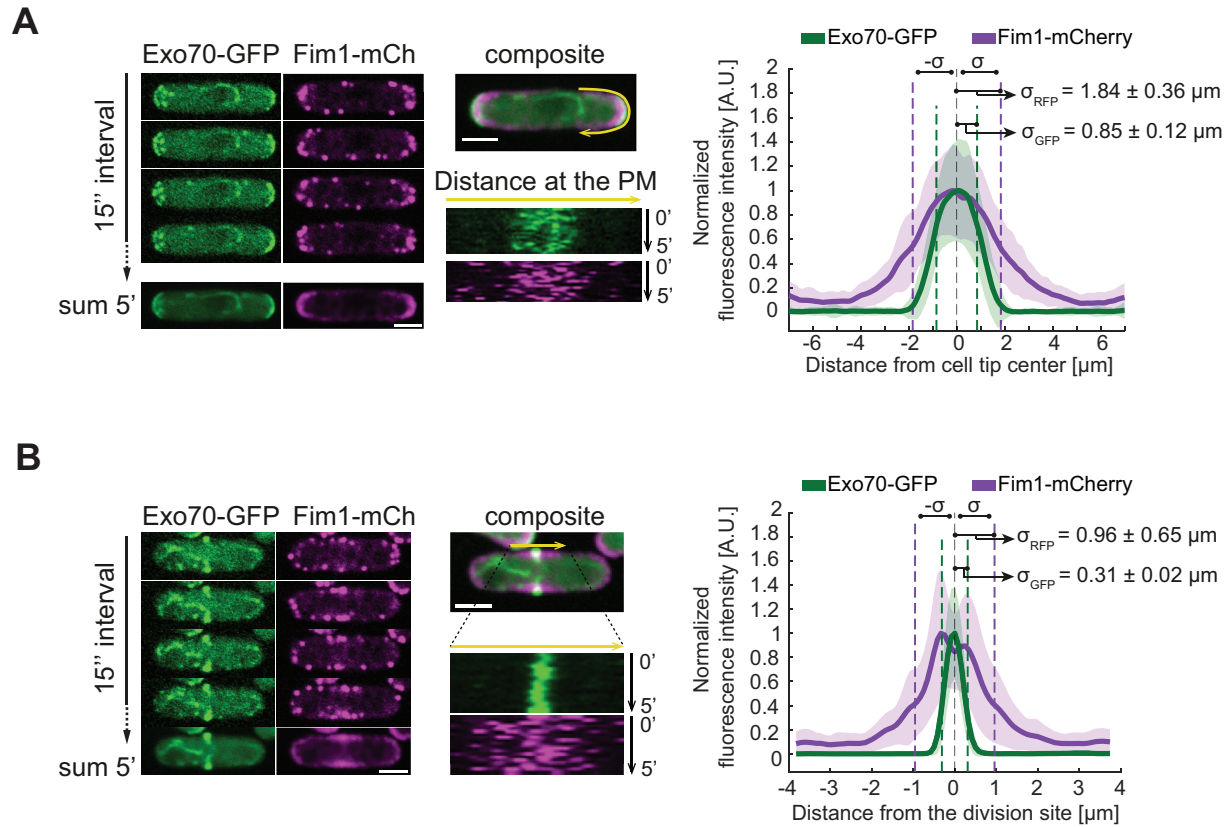 A
Exo70-GFP Fim1-mCh
15’’ interval
sum 5’
composite
Distance at the PM
0’
5’
0’
5’
Exo70-GFP Fim1-mCherry
-σ σ
σRFP = 1.84 ± 0.36 µm
σGFP = 0.85 ± 0.12 µm
Normalized
fluorescence intensity [A.U.]
2
1.8
1.6
1.4
1.2
1
0.8
0.6
0.4
0.2
0
-6 -4 -2 0 2 4 6
Distance from cell tip center [µm]
B
Exo70-GFP Fim1-mCh
15’’ interval
sum 5’
composite
0’
5’
0’
5’
Exo70-GFP Fim1-mCherry
-σ σ
σRFP = 0.96 ± 0.65 µm
σGFP = 0.31 ± 0.02 µm
Normalized
fluorescence intensity [A.U.]
2
1.8
1.6
1.4
1.2
1
0.8
0.6
0.4
0.2
0
-4 -3 -2 -1 0 1 2 3 4
Distance from the division site [µm]